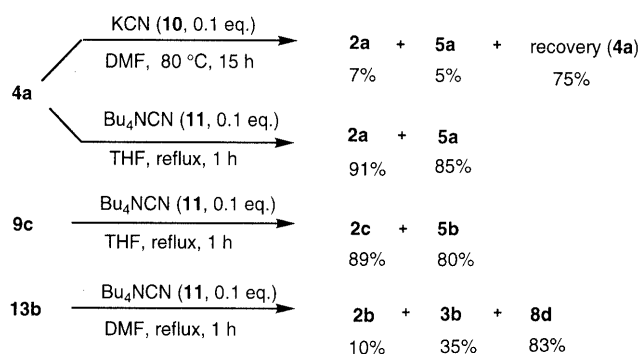 KCN (10, 0.1 eq.)
DMF, 80 °C, 15 h
2a + 5a + recovery (4a)
7% 5% 75%
4a
Bu4NCN (11, 0.1 eq.)
THF, reflux, 1 h
2a + 5a
91% 85%
9c
Bu4NCN (11, 0.1 eq.)
THF, reflux, 1 h
2c + 5b
89% 80%
13b
Bu4NCN (11, 0.1 eq.)
DMF, reflux, 1 h
2b + 3b + 8d
10% 35% 83%